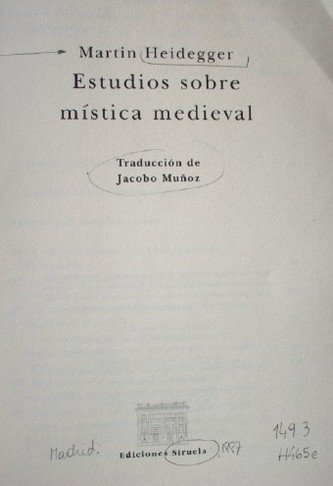 Martin Heidegger
Estudios sobre
mística medieval
Traducción de
Jacobo Muñoz
Madrid. Ediciones Siruela, 1997
149 3
H465e